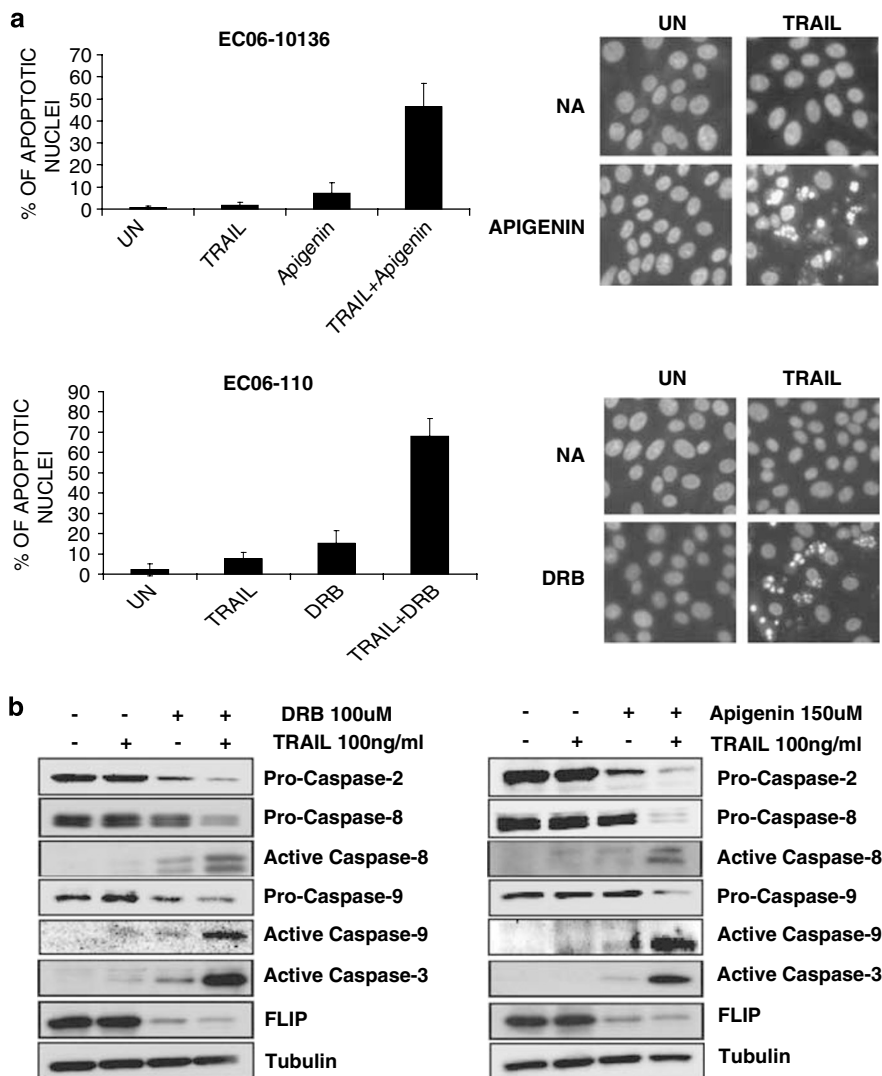 a
EC06-10136
% OF APOPTOTIC
NUCLEI
70
60
50
40
30
20
10
0
UN
TRAIL
Apigenin
TRAIL+Apigenin
UN TRAIL
NA
APIGENIN
EC06-110
% OF APOPTOTIC
NUCLEI
90
80
70
60
50
40
30
20
10
0
UN
TRAIL
DRB
TRAIL+DRB
UN TRAIL
NA
DRB
b
- - + + DRB 100uM
- + - + TRAIL 100ng/ml
Pro-Caspase-2
Pro-Caspase-8
Active Caspase-8
Pro-Caspase-9
Active Caspase-9
Active Caspase-3
FLIP
Tubulin
- - + + Apigenin 150uM
- + - + TRAIL 100ng/ml
Pro-Caspase-2
Pro-Caspase-8
Active Caspase-8
Pro-Caspase-9
Active Caspase-9
Active Caspase-3
FLIP
Tubulin